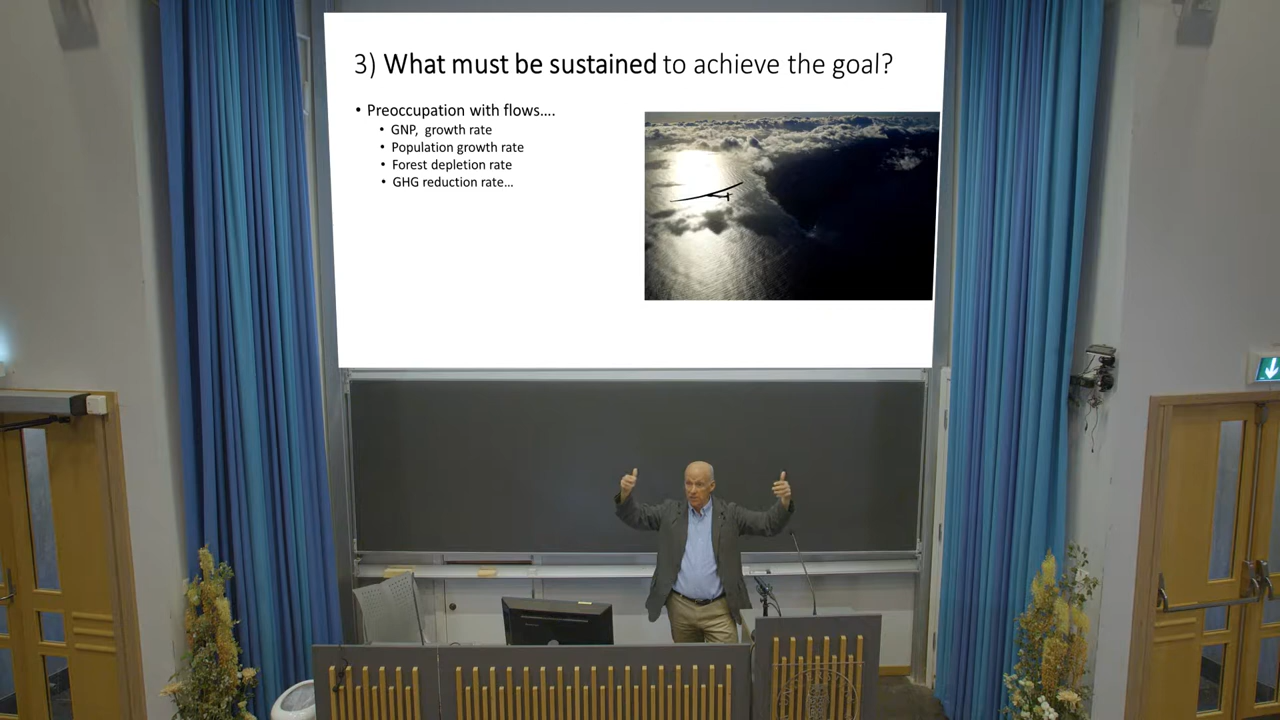 3) What must be sustained to achieve the goal?
• Preoccupation with flows....
• GNP, growth rate
• Population growth rate
• Forest depletion rate
• GHG reduction rate...